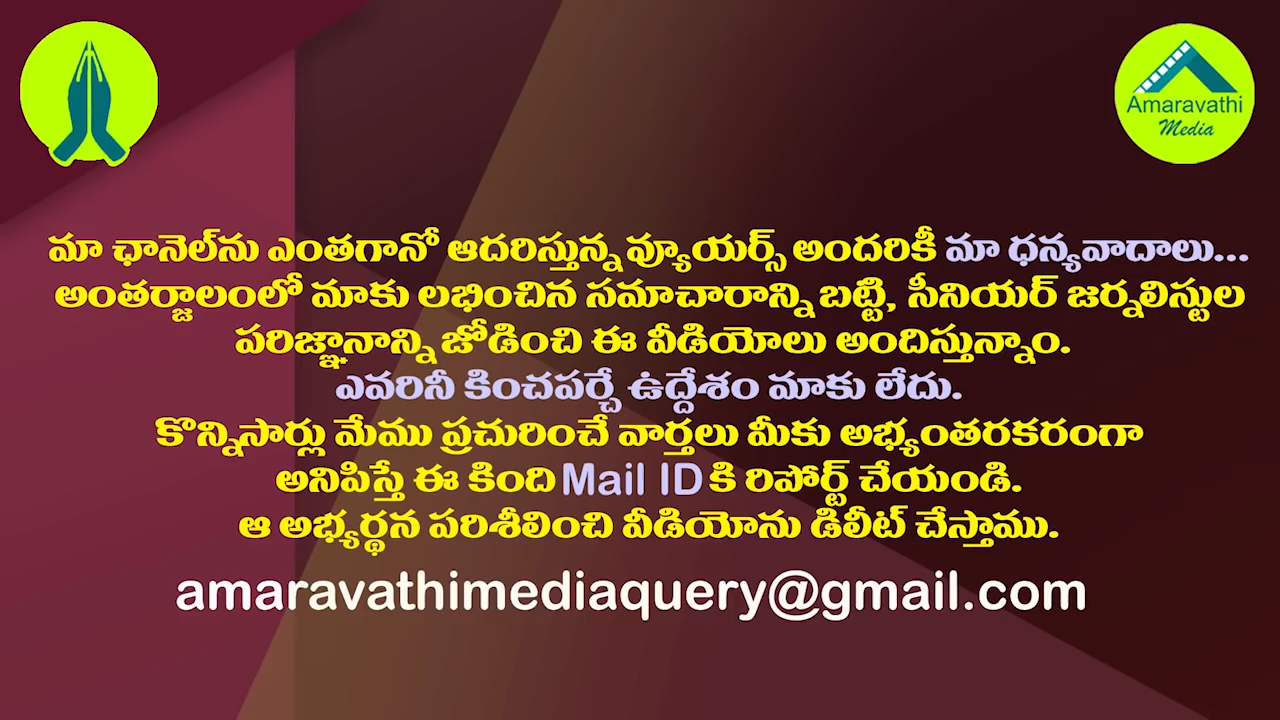 Amaravathi
Media
మా ఛానెల్‌ను ఎంతగానో ఆదరిస్తున్న వ్యూయర్స్ అందరికీ మా ధన్యవాదాలు...
అంతర్జాలంలో మాకు లభించిన సమాచారాన్ని బట్టి, సీనియర్ జర్నలిస్టుల
పరిజ్ఞానాన్ని జోడించి ఈ వీడియోలు అందిస్తున్నాం.
ఎవరినీ కించపర్చే ఉద్దేశం మాకు లేదు.
కొన్నిసార్లు మేము ప్రచురించే వార్తలు మీకు అభ్యంతరకరంగా
అనిపిస్తే ఈ కింది Mail ID కి రిపోర్ట్ చేయండి.
ఆ అభ్యర్థన పరిశీలించి వీడియోను డిలీట్ చేస్తాము.
amaravathimediaquery@gmail.com